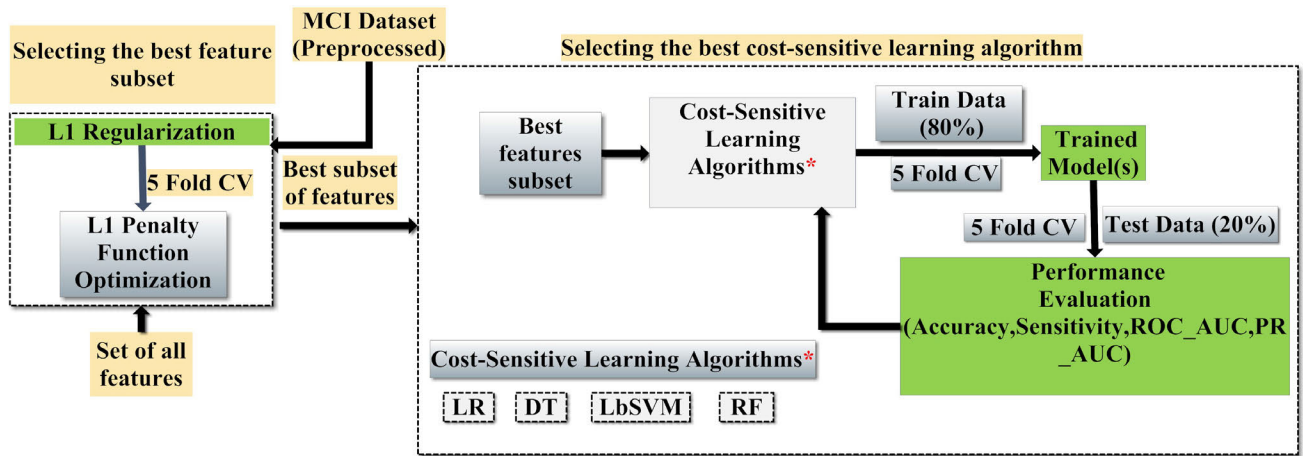 Selecting the best feature
subset
MCI Dataset
(Preprocessed)
L1 Regularization
5 Fold CV
L1 Penalty
Function
Optimization
Set of all
features
Best subset
of features
Selecting the best cost-sensitive learning algorithm
Best
features
subset
Cost-Sensitive
Learning
Algorithms*
Train Data
(80%)
5 Fold CV
Trained
Model(s)
5 Fold CV
Test Data (20%)
Performance
Evaluation
(Accuracy,Sensitivity,ROC_AUC,PR
_AUC)
Cost-Sensitive Learning Algorithms*
LR
DT
LbSVM
RF